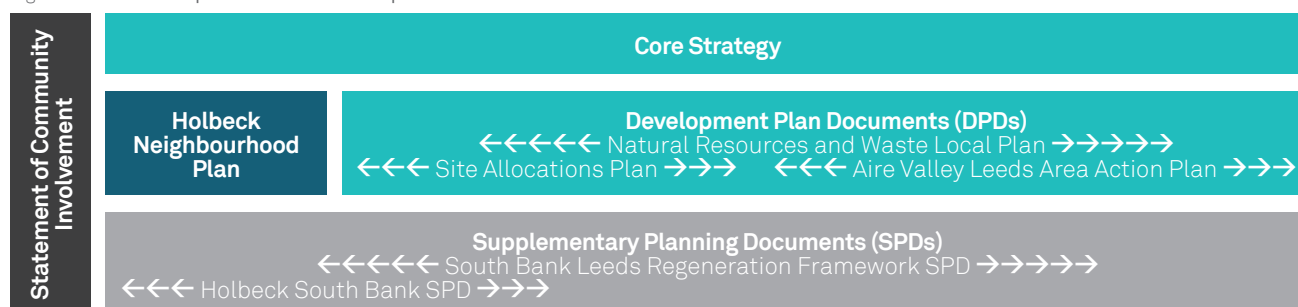 Statement of Community
Involvement
Core Strategy
Holbeck
Neighbourhood
Plan
Development Plan Documents (DPDs)
←←←←← Natural Resources and Waste Local Plan →→→→→
←←← Site Allocations Plan →→→ ←←← Aire Valley Leeds Area Action Plan →→→
Supplementary Planning Documents (SPDs)
←←←←← South Bank Leeds Regeneration Framework SPD →→→→→
←←← Holbeck South Bank SPD →→→